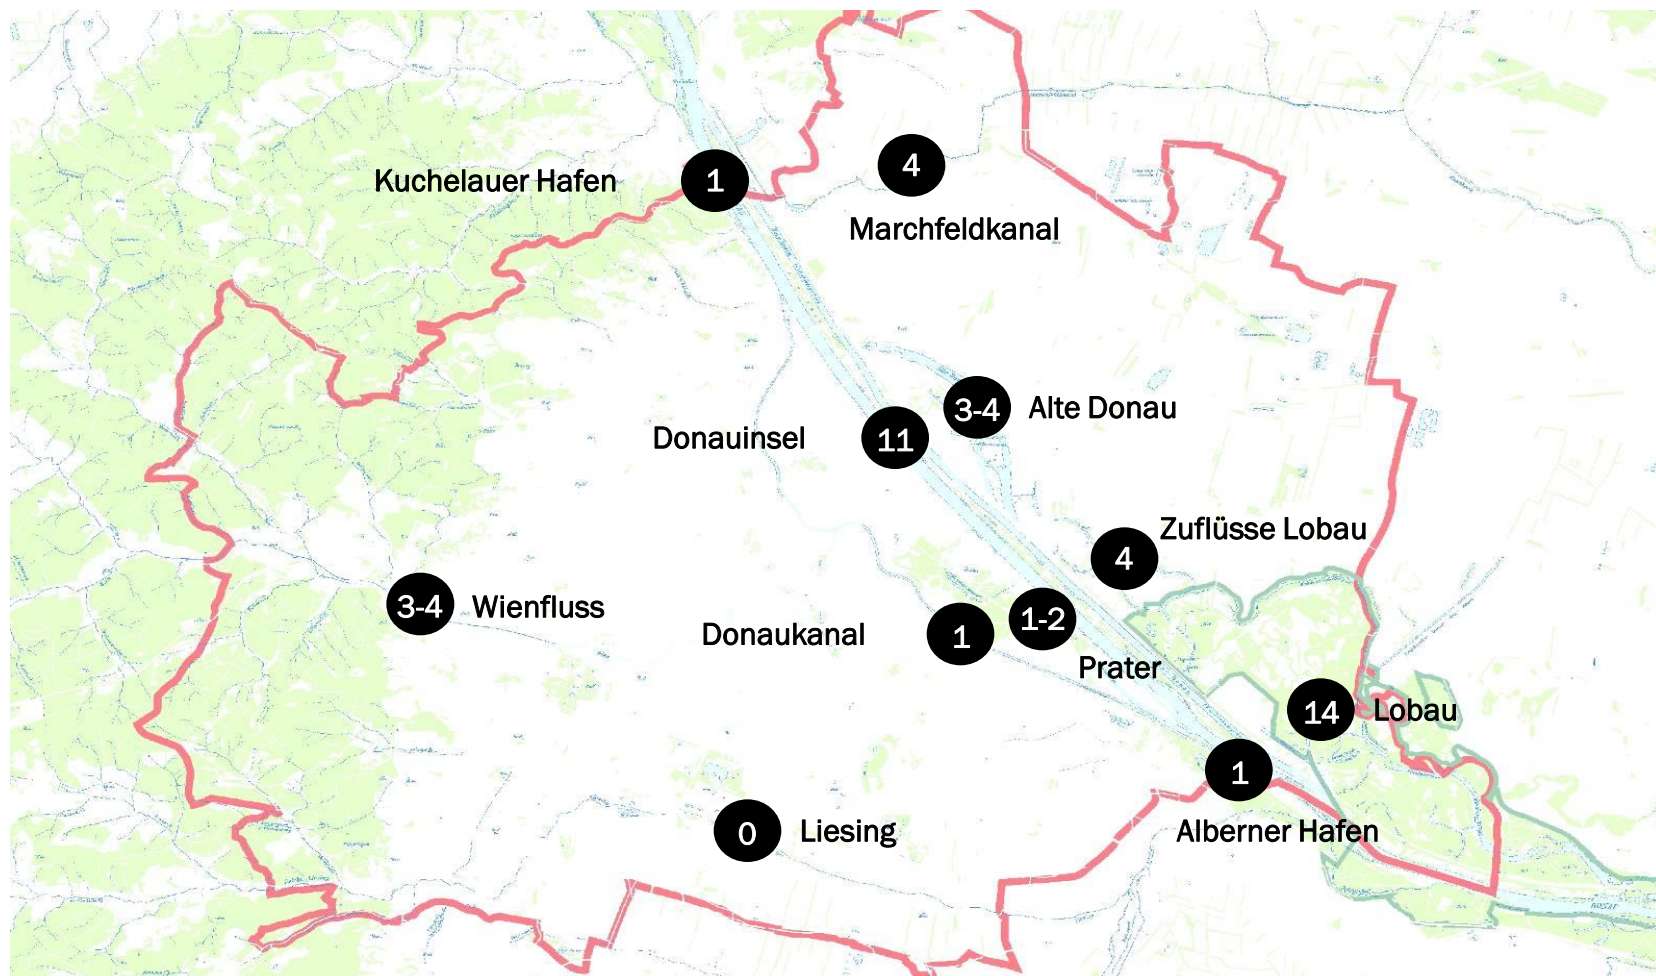 4
Kuchelauer Hafen
1
Marchfeldkanal
3-4
Alte Donau
Donauinsel
11
Zuflüsse Lobau
4
3-4
Wienfluss
Donaukanal
1
1-2
Prater
14
Lobau
1
0
Liesing
Alberner Hafen